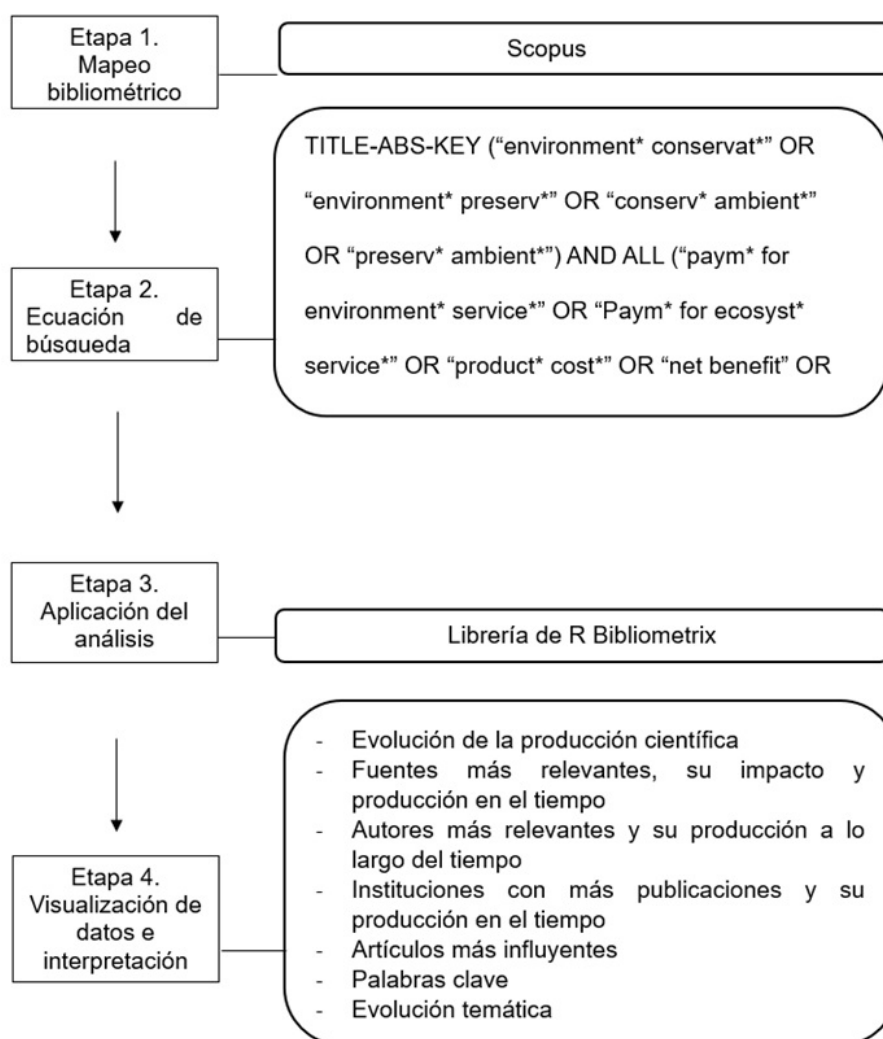 Etapa 1.
Mapeo
bibliométrico
Scopus
Etapa 2.
Ecuación de
búsqueda
TITLE-ABS-KEY (“environment* conservat*” OR
“environment* preserv*” OR “conserv* ambient*”
OR “preserv* ambient*”) AND ALL (“paym* for
environment* service*” OR “Paym* for ecosyst*
service*” OR “product* cost*” OR “net benefit” OR
Etapa 3.
Aplicación del
análisis
Librería de R Bibliometrix
Etapa 4.
Visualización de
datos e
interpretación
- Evolución de la producción científica
- Fuentes más relevantes, su impacto y
producción en el tiempo
- Autores más relevantes y su producción a lo
largo del tiempo
- Instituciones con más publicaciones y su
producción en el tiempo
- Artículos más influyentes
- Palabras clave
- Evolución temática